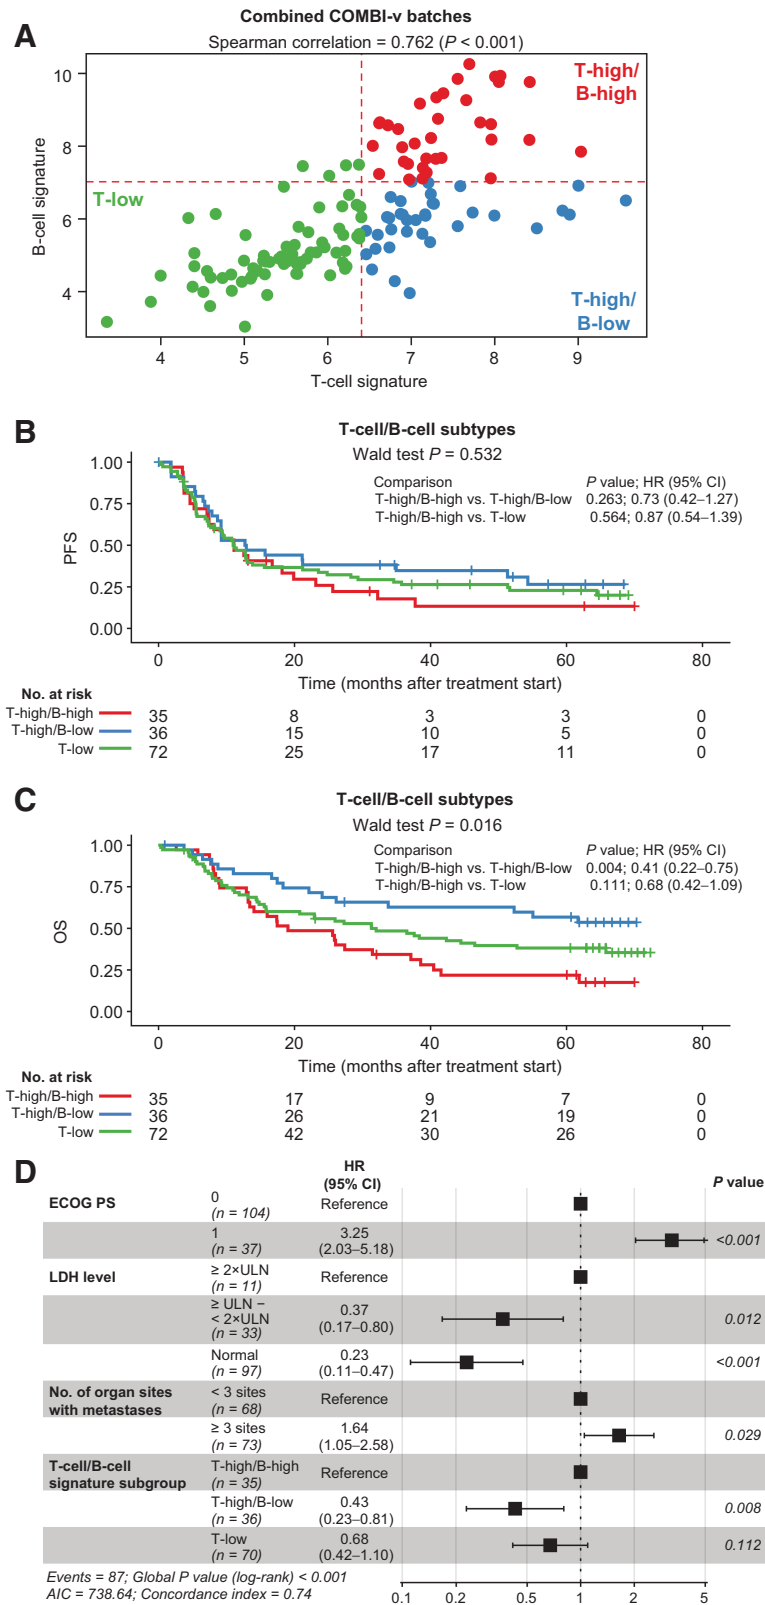 A
Combined COMBI-v batches
Spearman correlation = 0.762 (P < 0.001)
T-high/
B-high
T-low
T-high/
B-low
B-cell signature
10
8
6
4
4 5 6 7 8 9
T-cell signature
B
T-cell/B-cell subtypes
Wald test P = 0.532
Comparison P value; HR (95% CI)
T-high/B-high vs. T-high/B-low 0.263; 0.73 (0.42–1.27)
T-high/B-high vs. T-low 0.564; 0.87 (0.54–1.39)
PFS
1.00
0.75
0.50
0.25
0.00
0 20 40 60 80
Time (months after treatment start)
No. at risk
T-high/B-high 35 8 3 3 0
T-high/B-low 36 15 10 5 0
T-low 72 25 17 11 0
C
T-cell/B-cell subtypes
Wald test P = 0.016
Comparison P value; HR (95% CI)
T-high/B-high vs. T-high/B-low 0.004; 0.41 (0.22–0.75)
T-high/B-high vs. T-low 0.111; 0.68 (0.42–1.09)
OS
1.00
0.75
0.50
0.25
0.00
0 20 40 60 80
Time (months after treatment start)
No. at risk
T-high/B-high 35 17 9 7 0
T-high/B-low 36 26 21 19 0
T-low 72 42 30 26 0
D
HR
(95% CI)
P value
ECOG PS 0 Reference
(n = 104)
1 3.25 <0.001
(n = 37) (2.03–5.18)
LDH level ≥ 2×ULN Reference
(n = 11)
≥ ULN –
< 2×ULN 0.37 0.012
(n = 33) (0.17–0.80)
Normal 0.23 <0.001
(n = 97) (0.11–0.47)
No. of organ sites < 3 sites Reference
with metastases (n = 68)
≥ 3 sites 1.64 0.029
(n = 73) (1.05–2.58)
T-cell/B-cell T-high/B-high Reference
signature subgroup (n = 35)
T-high/B-low 0.43 0.008
(n = 36) (0.23–0.81)
T-low 0.68 0.112
(n = 70) (0.42–1.10)
Events = 87; Global P value (log-rank) < 0.001
AIC = 738.64; Concordance index = 0.74
0.1 0.2 0.5 1 2 5